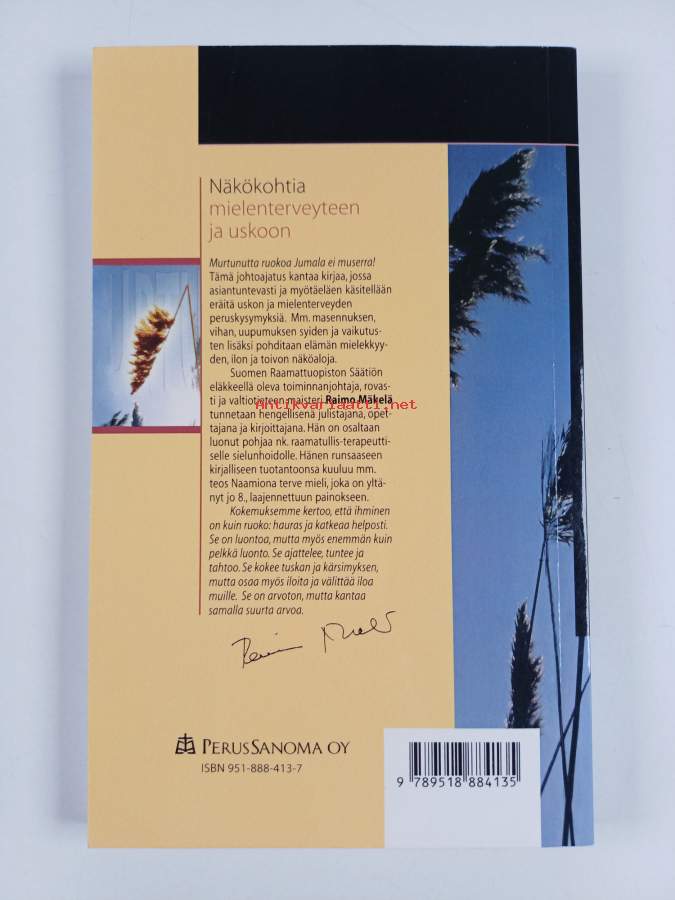 Näkökohtia
mielenterveyteen
ja uskoon
Murtunutta ruokoa Jumala ei muserra!
Tämä johtoajatus kantaa kirjaa, jossa
asiantuntevasti ja myötäeläen käsitellään
eräitä uskon ja mielenterveyden
peruskysymyksiä. Mm. masennuksen,
vihan, uupumuksen syiden ja vaikutus-
ten lisäksi pohditaan elämän mielekkyy-
den, ilon ja toivon näköaloja.
Suomen Raamattuopiston Säätiön
eläkkeellä oleva toiminnanjohtaja, rovas-
ti ja valtiotieteen maisteri Raimo Mäkelä
Antikvariaatti.net
tunnetaan hengellisenä julistajana, opet-
tajana ja kirjoittajana. Hän on osaltaan
luonut pohjaa nk. raamatullis-terapeutti-
selle sielunhoidolle. Hänen runsaaseen
kirjalliseen tuotantoonsa kuuluu mm.
teos Naamiona terve mieli, joka on yltä-
nyt jo 8., laajennettuun painokseen.
Kokemuksemme kertoo, että ihminen
on kuin ruoko: hauras ja katkeaa helposti.
Se on luontoa, mutta myös enemmän kuin
pelkkä luonto. Se ajattelee, tuntee ja
tahtoo. Se kokee tuskan ja kärsimyksen,
mutta osaa myös iloita ja välittää iloa
muille. Se on arvoton, mutta kantaa
samalla suurta arvoa.
PERUSSANOMA OY
ISBN 951-888-413-7
9 789518 884135